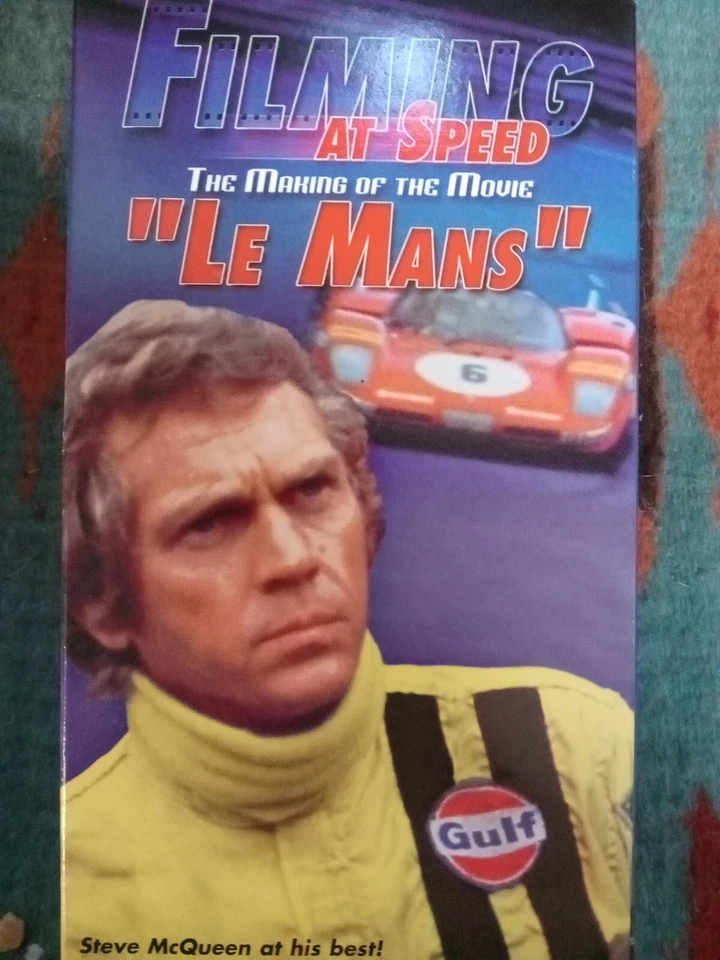 FILMING
AT SPEED
THE MAKING OF THE MOVIE
"LE MANS"
6
Gulf
Steve McQueen at his best!